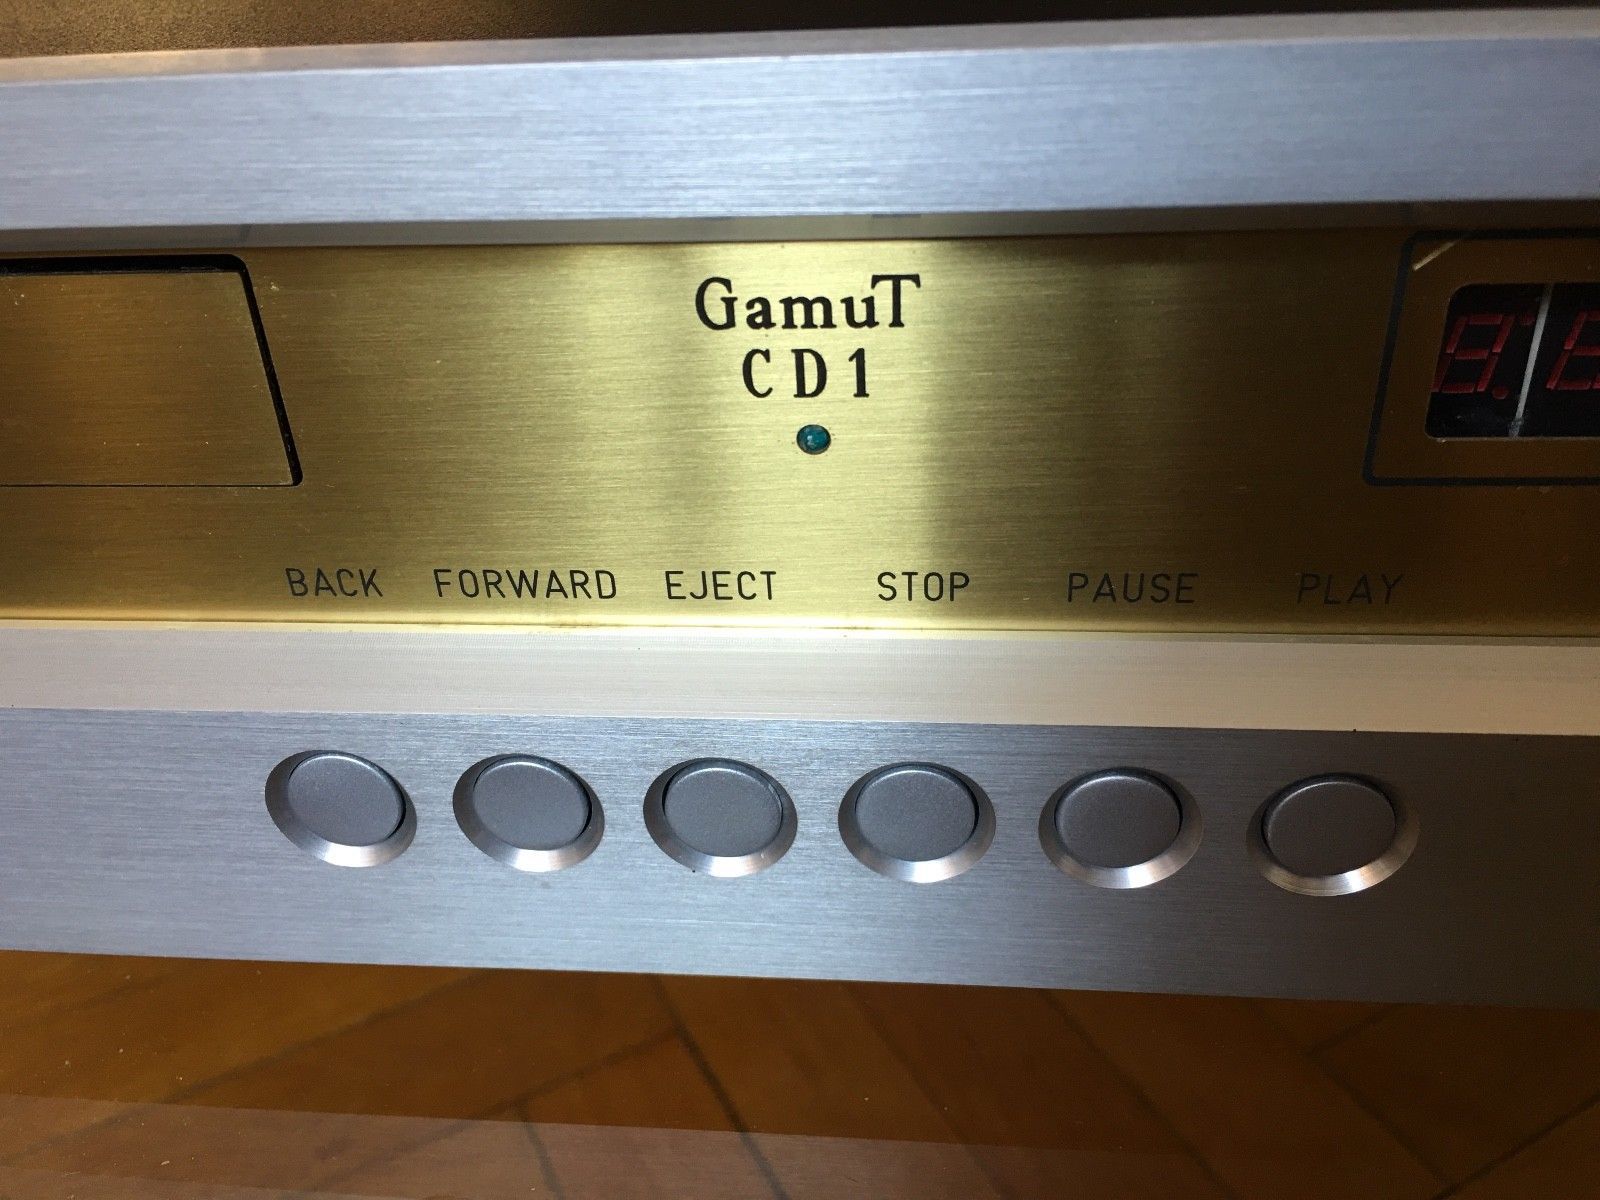 GamuT
CD1
BACK FORWARD EJECT STOP PAUSE PLAY